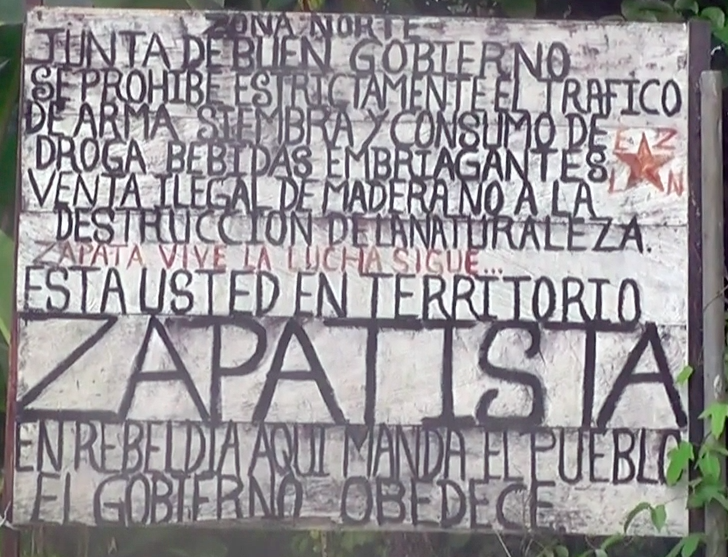 ZONA NORTE
JUNTA DE BUEN GOBIERNO
SE PROHIBE ESTRICTAMENTE EL TRAFICO
DE ARMA SIEMBRA Y CONSUMO DE
DROGA BEBIDAS EMBRIAGANTES
EZ
LN
VENTA ILEGAL DE MADERA NO A LA
DESTRUCCION DE LA NATURALEZA.
ZAPATA VIVE LA LUCHA SIGUE...
ESTA USTED EN TERRITORIO
ZAPATISTA
EN REBELDIA AQUI MANDA EL PUEBLO
EL GOBIERNO OBEDECE